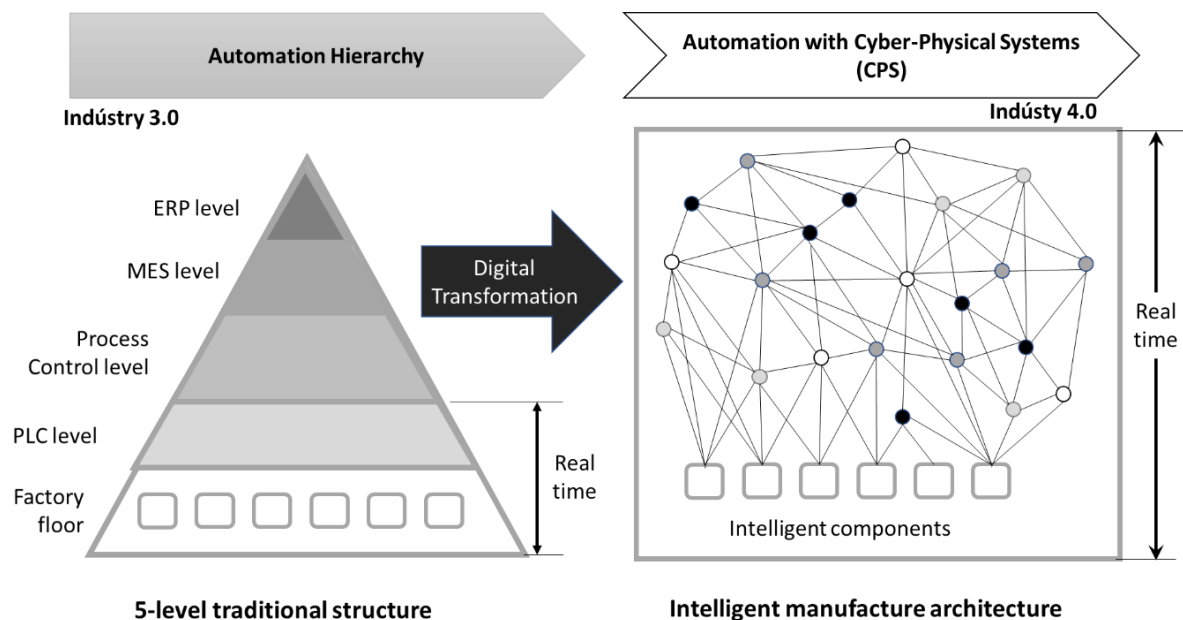 Automation Hierarchy
Automation with Cyber-Physical Systems
(CPS)
Indústry 3.0
Indústy 4.0
ERP level
MES level
Process
Control level
PLC level
Factory
floor
Real
time
Digital
Transformation
Real
time
Intelligent components
5-level traditional structure
Intelligent manufacture architecture